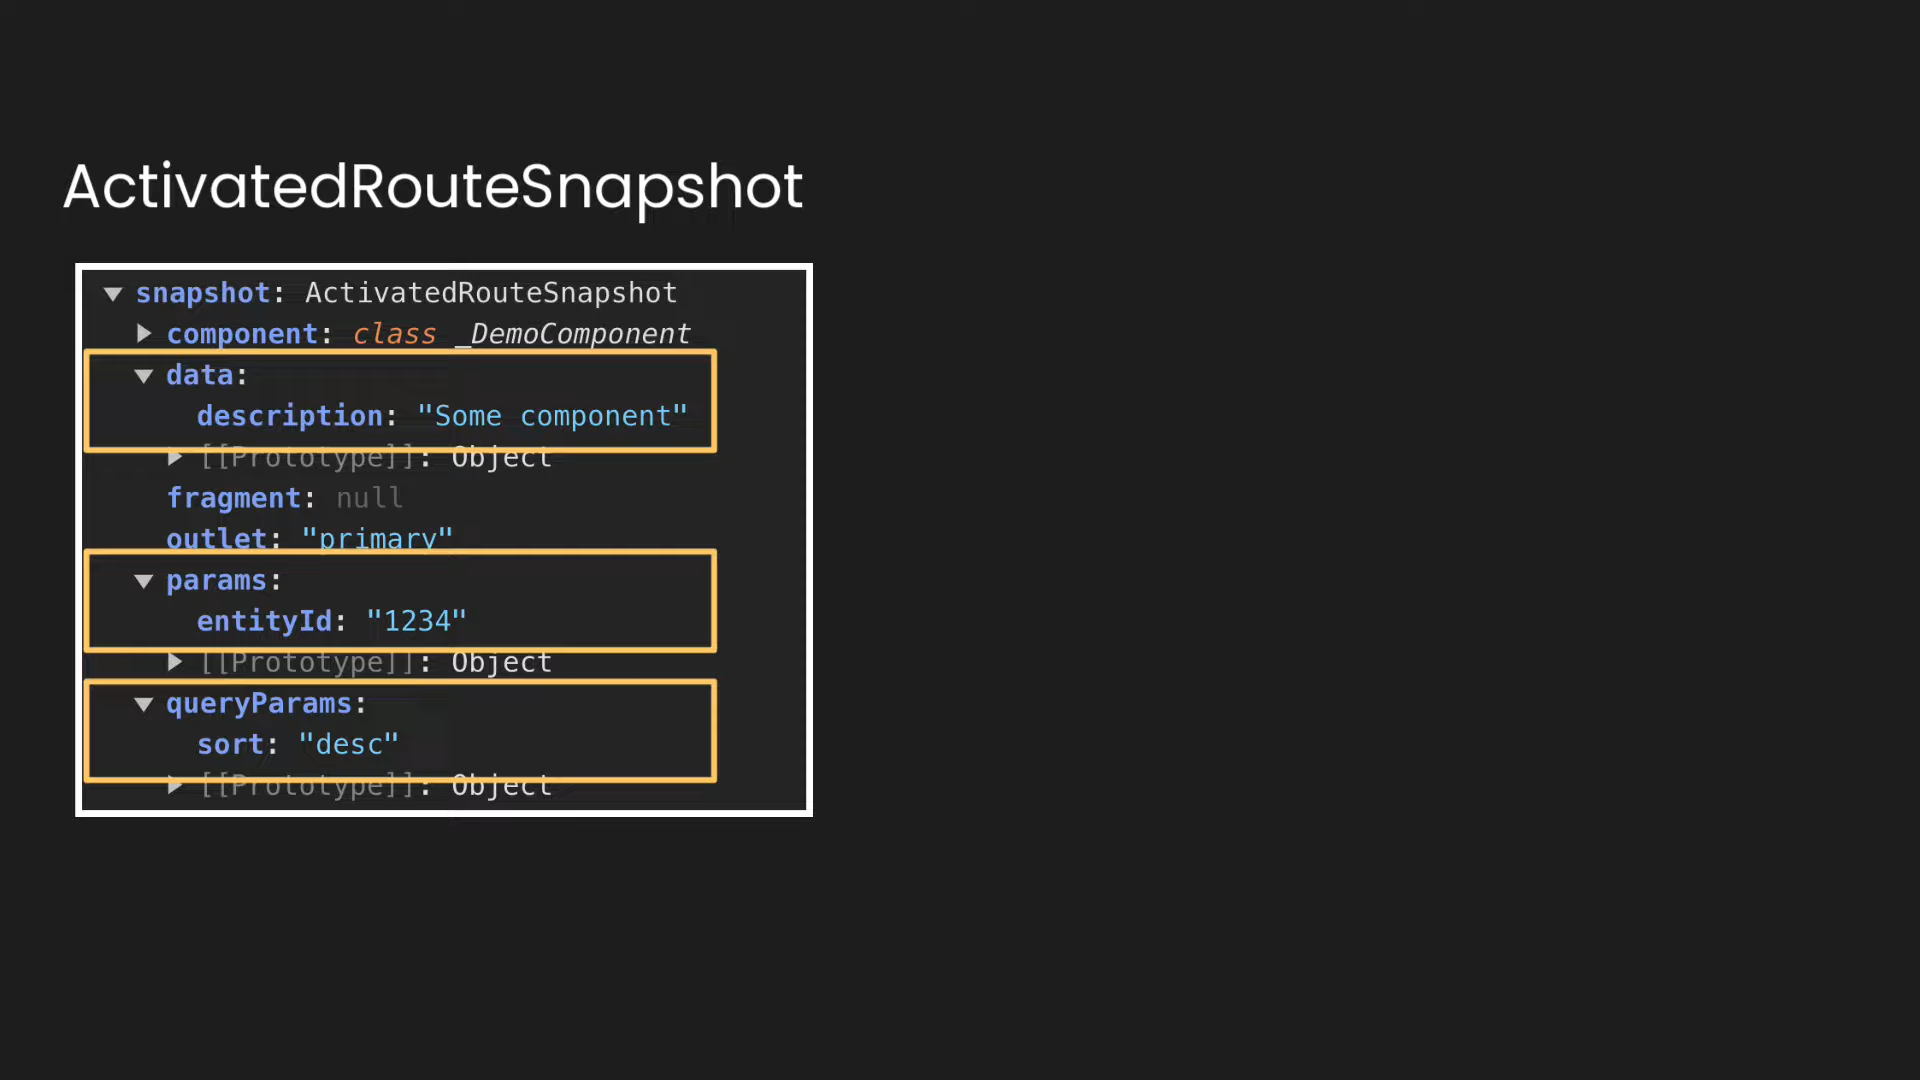 ActivatedRouteSnapshot
snapshot: ActivatedRouteSnapshot
component: class _DemoComponent
data:
description: "Some component"
[[Prototype]]: Object
fragment: null
outlet: "primary"
params:
entityId: "1234"
[[Prototype]]: Object
queryParams:
sort: "desc"
[[Prototype]]: Object